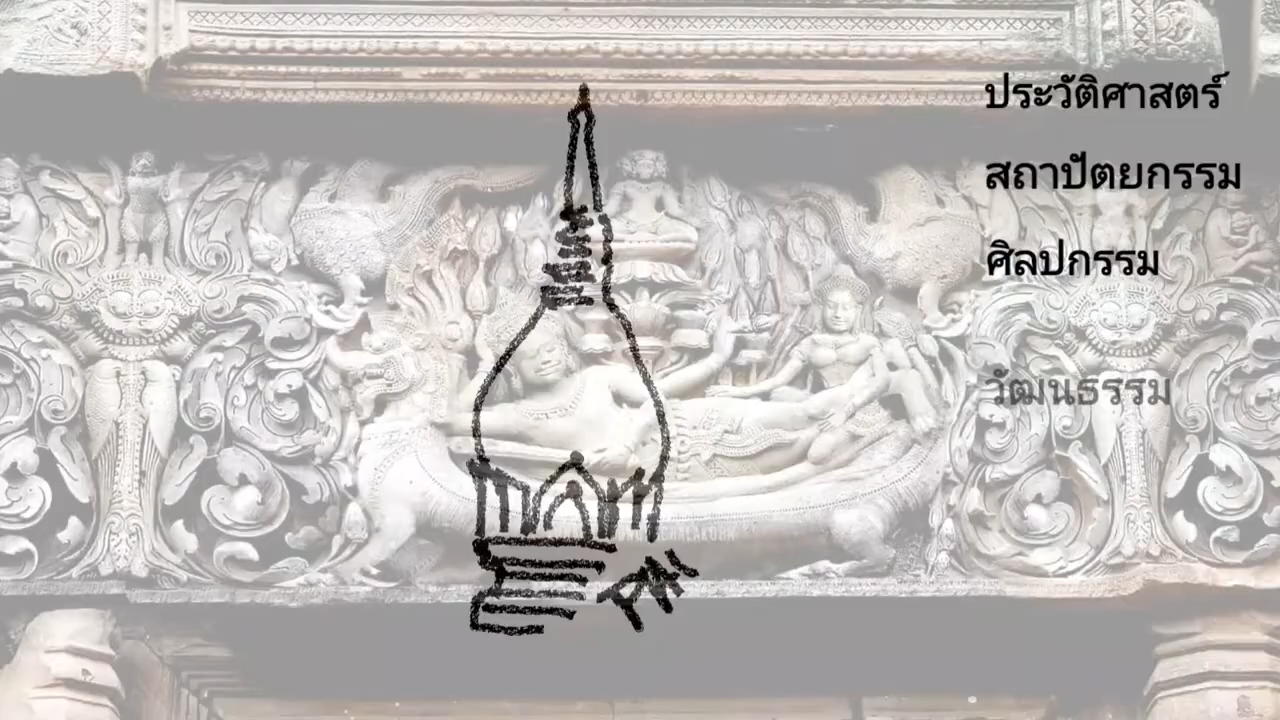 ประวัติศาสตร์
สถาปัตยกรรม
ศิลปกรรม
วัฒนธรรม